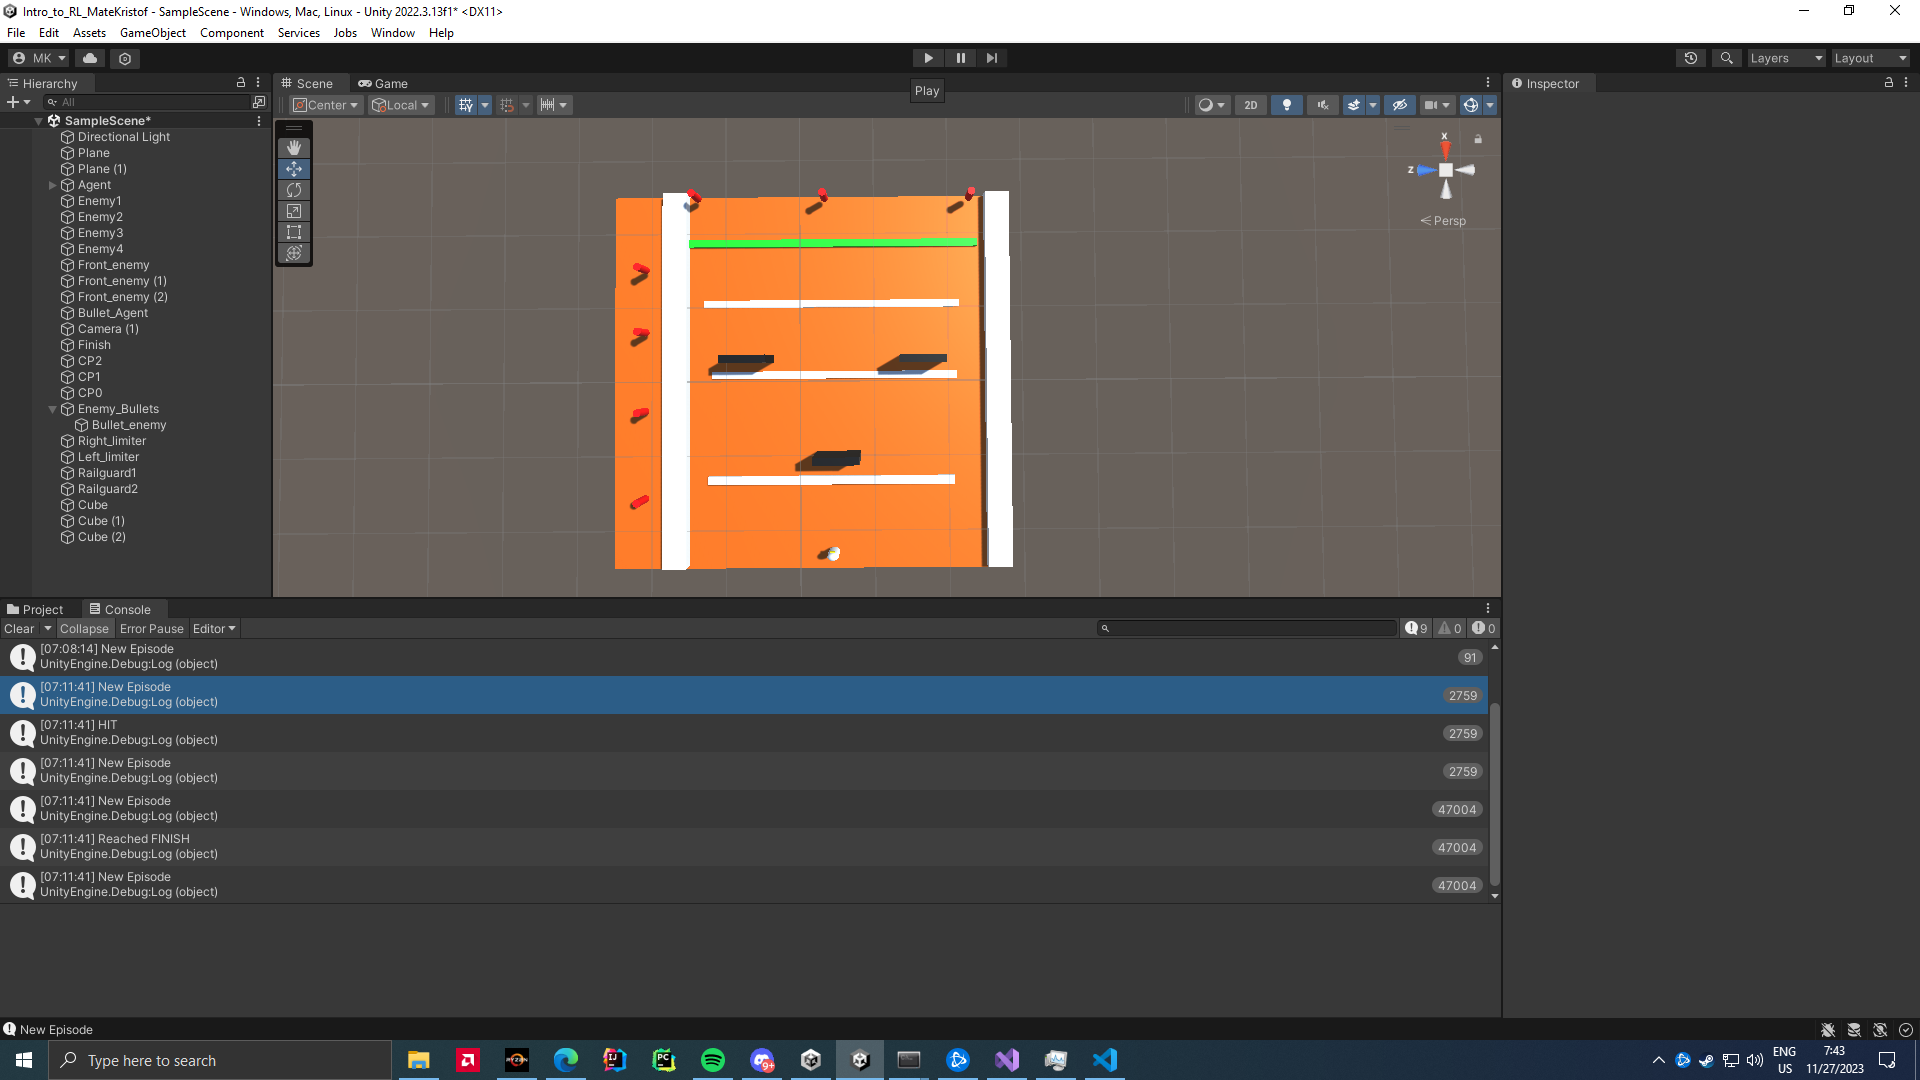 Intro_to_RL_MateKristof - SampleScene - Windows, Mac, Linux - Unity 2022.3.13f1* <DX11>
File Edit Assets GameObject Component Services Jobs Window Help
MK Layers Layout
Hierarchy Scene Game Inspector
Play
All Center Local 2D
SampleScene*
Directional Light
Plane
Plane (1)
Agent
Enemy1
Enemy2
Enemy3
Enemy4
Front_enemy
Front_enemy (1)
Front_enemy (2)
Bullet_Agent
Camera (1)
Finish
CP2
CP1
CP0
Enemy_Bullets
Bullet_enemy
Right_limiter
Left_limiter
Railguard1
Railguard2
Cube
Cube (1)
Cube (2)
x
z
Persp
Project Console
Clear Collapse Error Pause Editor 9 0 0
[07:08:14] New Episode
UnityEngine.Debug:Log (object) 91
[07:11:41] New Episode
UnityEngine.Debug:Log (object) 2759
[07:11:41] HIT
UnityEngine.Debug:Log (object) 2759
[07:11:41] New Episode
UnityEngine.Debug:Log (object) 2759
[07:11:41] New Episode
UnityEngine.Debug:Log (object) 47004
[07:11:41] Reached FINISH
UnityEngine.Debug:Log (object) 47004
[07:11:41] New Episode
UnityEngine.Debug:Log (object) 47004
New Episode
Type here to search
RYZEN
IJ
PC
9+
ENG
US
7:43
11/27/2023